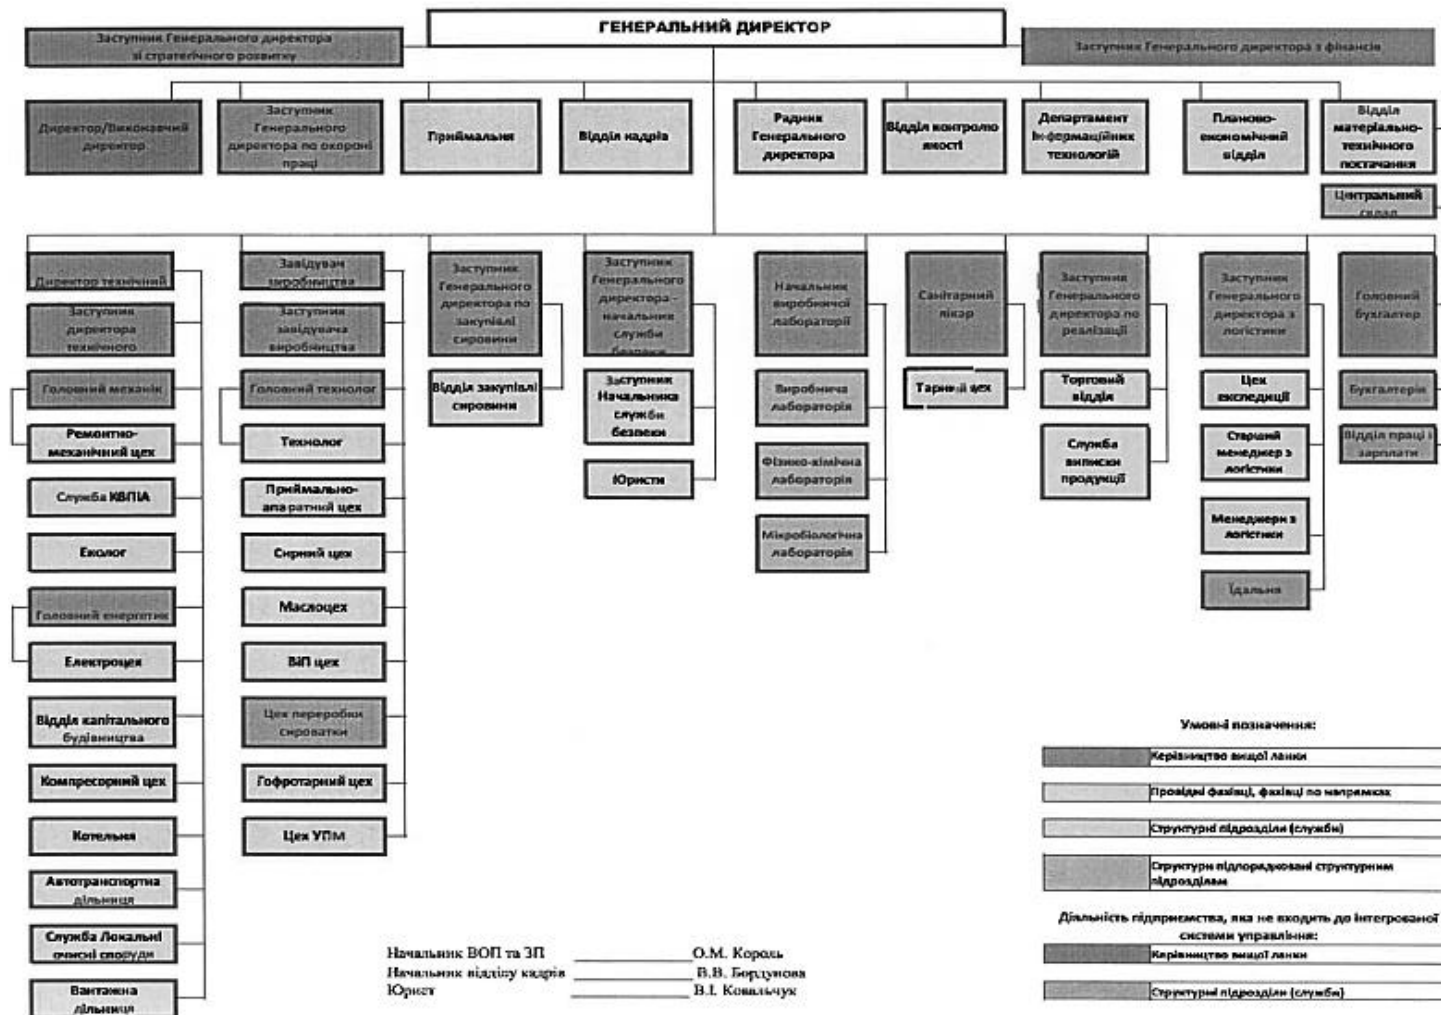 ГЕНЕРАЛЬНИЙ ДИРЕКТОР
Заступник Генерального директора
зі стратегічного розвитку
Заступник Генерального директора з фінансів
Директор/Виконавчий
директор
Заступник
Генерального
директора по охороні
праці
Приймальня
Відділ кадрів
Радник
Генерального
директора
Відділ контролю
якості
Департамент
інформаційних
технологій
Планово-
економічний
відділ
Відділ
матеріально-
технічного
постачання
Центральний
склад
Директор технічний
Заступник
директора
технічного
Головний механік
Ремонтно-
механічний цех
Служба КВПіА
Еколог
Головний енергетик
Електроцех
Відділ капітального
будівництва
Компресорний цех
Котельня
Автотранспортна
дільниця
Служба Локальні
очисні споруди
Вантажна
дільниця
Завідувач
виробництва
Заступник
завідувача
виробництва
Головний технолог
Технолог
Приймально-
апаратний цех
Сирний цех
Маслоцех
ВіП цех
Цех переробки
сироватки
Гофротарний цех
Цех УПМ
Заступник
Генерального
директора по
закупівлі
сировини
Відділ закупівлі
сировини
Заступник
Генерального
директора -
начальник
служби
безпеки
Заступник
Начальника
служби
безпеки
Юристи
Начальник
виробничої
лабораторії
Виробнича
лабораторія
Фізико-хімічна
лабораторія
Мікробіологічна
лабораторія
Санітарний
лікар
Тарний цех
Заступник
Генерального
директора по
реалізації
Торговий
відділ
Служба
виписки
продукції
Заступник
Генерального
директора з
логістики
Цех
експедиції
Старший
менеджер з
логістики
Менеджери з
логістики
Їдальня
Головний
бухгалтер
Бухгалтерія
Відділ праці і
зарплати
Умовні позначення:
Керівництво вищої ланки
Провідні фахівці, фахівці по напрямках
Структурні підрозділи (служби)
Структури підпорядковані структурним
підрозділам
Діяльність підприємства, яка не входить до інтегрованої
системи управління:
Керівництво вищої ланки
Структурні підрозділи (служби)
Начальник ВОП та ЗП ____________ О.М. Король
Начальник відділу кадрів ____________ В.В. Бордунова
Юрист ____________ В.І. Ковальчук